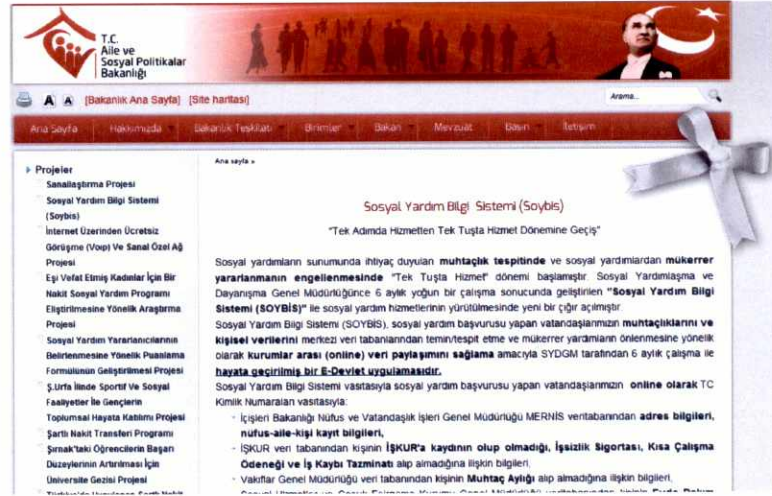 T.C.
Aile ve
Sosyal Politikalar
Bakanlığı
A A [Bakanlık Ana Sayfa] [Site haritası]
Arama...
Ana Sayfa Hakkımızda Bakanlık Teşkilatı Birimler Bakan Mevzuat Basın İletişim
Projeler
Sanallaştırma Projesi
Sosyal Yardım Bilgi Sistemi
(Soybis)
İnternet Üzerinden Ücretsiz
Görüşme (Voip) Ve Sanal Özel Ağ
Projesi
Eşi Vefat Etmiş Kadınlar İçin Bir
Nakit Sosyal Yardım Programı
Eliştirilmesine Yönelik Araştırma
Projesi
Sosyal Yardım Yararlanıcılarının
Belirlenmesine Yönelik Puanlama
Formülünün Geliştirilmesi Projesi
Ş.Urfa İlinde Sportif Ve Sosyal
Faaliyetler İle Gençlerin
Toplumsal Hayata Katılımı Projesi
Şartlı Nakit Transferi Programı
Şırnak'taki Öğrencilerin Başarı
Düzeylerinin Artırılması İçin
Üniversite Gezisi Projesi
Ana sayfa »
Sosyal Yardım Bilgi Sistemi (Soybis)
"Tek Adımda Hizmetten Tek Tuşta Hizmet Dönemine Geçiş"
Sosyal yardımların sunumunda ihtiyaç duyulan muhtaçlık tespitinde ve sosyal yardımlardan mükerrer
yararlanmanın engellenmesinde "Tek Tuşta Hizmet" dönemi başlamıştır. Sosyal Yardımlaşma ve
Dayanışma Genel Müdürlüğünce 6 aylık yoğun bir çalışma sonucunda geliştirilen "Sosyal Yardım Bilgi
Sistemi (SOYBİS)" ile sosyal yardım hizmetlerinin yürütülmesinde yeni bir çığır açılmıştır.
Sosyal Yardım Bilgi Sistemi (SOYBİS), sosyal yardım başvurusu yapan vatandaşlarımızın muhtaçlıklarını ve
kişisel verilerini merkezi veri tabanlarından temin/tespit etme ve mükerrer yardımların önlenmesine yönelik
olarak kurumlar arası (online) veri paylaşımını sağlama amacıyla SYDGM tarafından 6 aylık çalışma ile
hayata geçirilmiş bir E-Devlet uygulamasıdır.
Sosyal Yardım Bilgi Sistemi vasıtasıyla sosyal yardım başvurusu yapan vatandaşlarımızın online olarak TC
Kimlik Numaraları vasıtasıyla:
- İçişleri Bakanlığı Nüfus ve Vatandaşlık İşleri Genel Müdürlüğü MERNİS veritabanından adres bilgileri,
nüfus-aile-kişi kayıt bilgileri,
- İŞKUR veri tabanından kişinin İŞKUR'a kaydının olup olmadığı, İşsizlik Sigortası, Kısa Çalışma
Ödeneği ve İş Kaybı Tazminatı alıp almadığına ilişkin bilgileri,
- Vakıflar Genel Müdürlüğü veri tabanından kişinin Muhtaç Aylığı alıp almadığına ilişkin bilgileri,